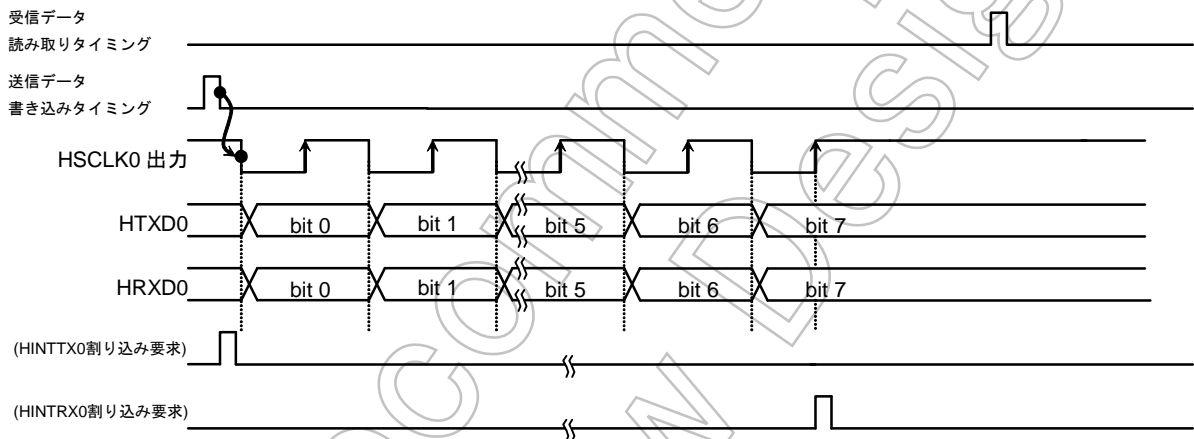 受信データ
読み取りタイミング
送信データ
書き込みタイミング
HSCLK0 出力
HTXD0 bit 0 bit 1 bit 5 bit 6 bit 7
HRXD0 bit 0 bit 1 bit 5 bit 6 bit 7
(HINTTX0割り込み要求)
(HINTRX0割り込み要求)